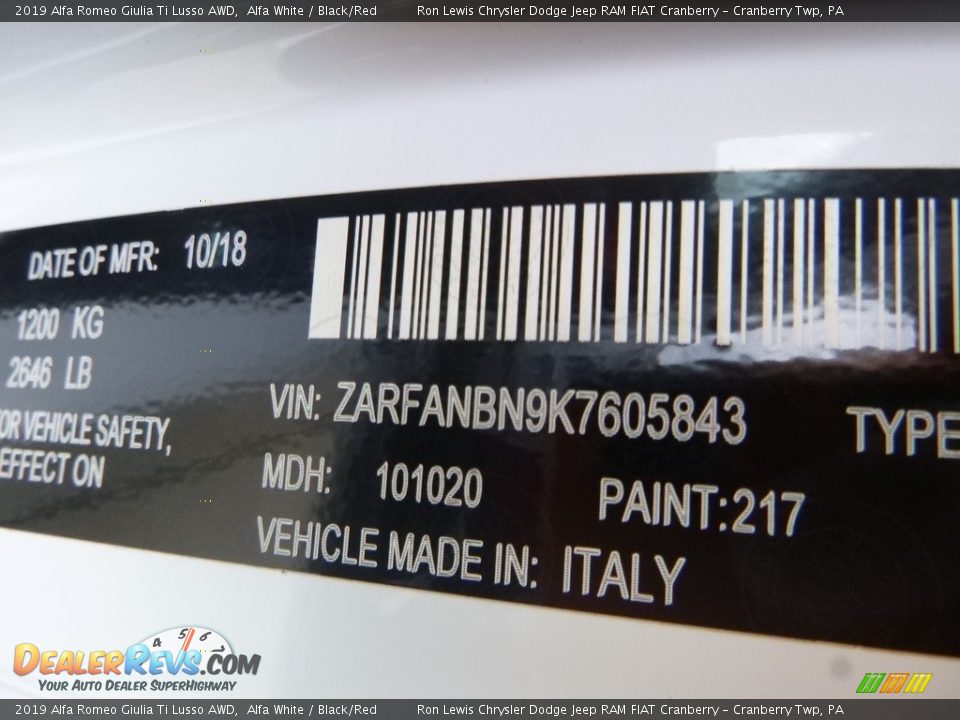 2019 Alfa Romeo Giulia Ti Lusso AWD, Alfa White / Black/Red Ron Lewis Chrysler Dodge Jeep RAM FIAT Cranberry - Cranberry Twp, PA
DATE OF MFR: 10/18
1200 KG
2646 LB
OR VEHICLE SAFETY,
EFFECT ON
VIN: ZARFANBN9K7605843
TYPE
MDH: 101020
PAINT:217
VEHICLE MADE IN: ITALY
4 5 6
DEALERREVS.COM
YOUR AUTO DEALER SUPERHIGHWAY
2019 Alfa Romeo Giulia Ti Lusso AWD, Alfa White / Black/Red Ron Lewis Chrysler Dodge Jeep RAM FIAT Cranberry - Cranberry Twp, PA